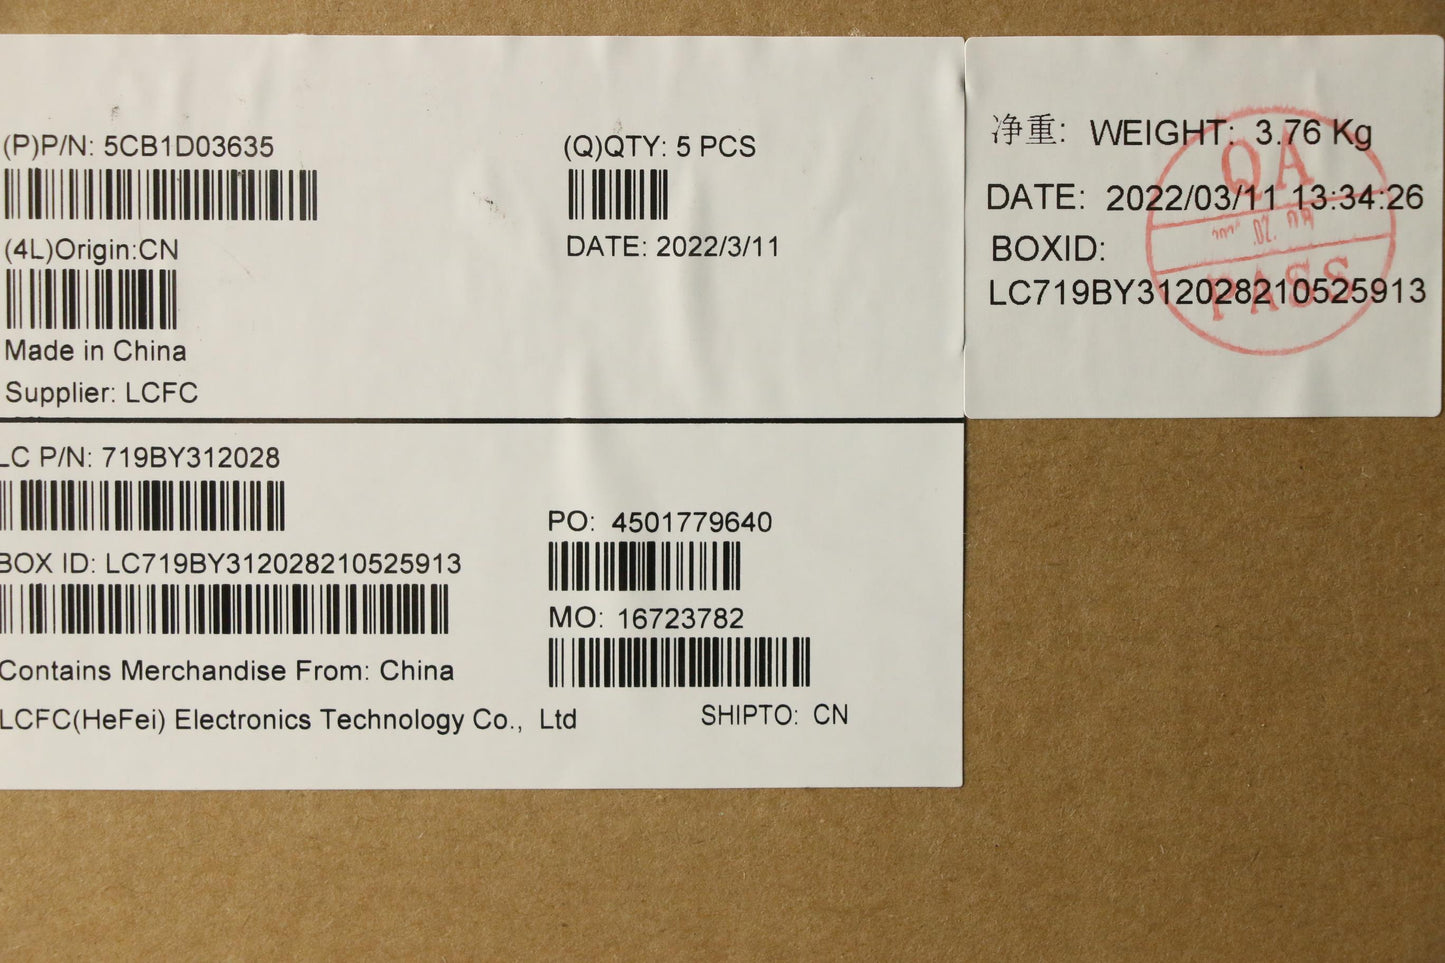 (P)P/N: 5CB1D03635
(Q)QTY: 5 PCS
(4L)Origin:CN
DATE: 2022/3/11
Made in China
Supplier: LCFC
LC P/N: 719BY312028
BOX ID: LC719BY312028210525913
PO: 4501779640
MO: 16723782
Contains Merchandise From: China
LCFC(HeFei) Electronics Technology Co., Ltd
SHIPTO: CN
净重: WEIGHT: 3.76 Kg
DATE: 2022/03/11 13:34:26
BOXID:
LC719BY312028210525913
QA
PASS